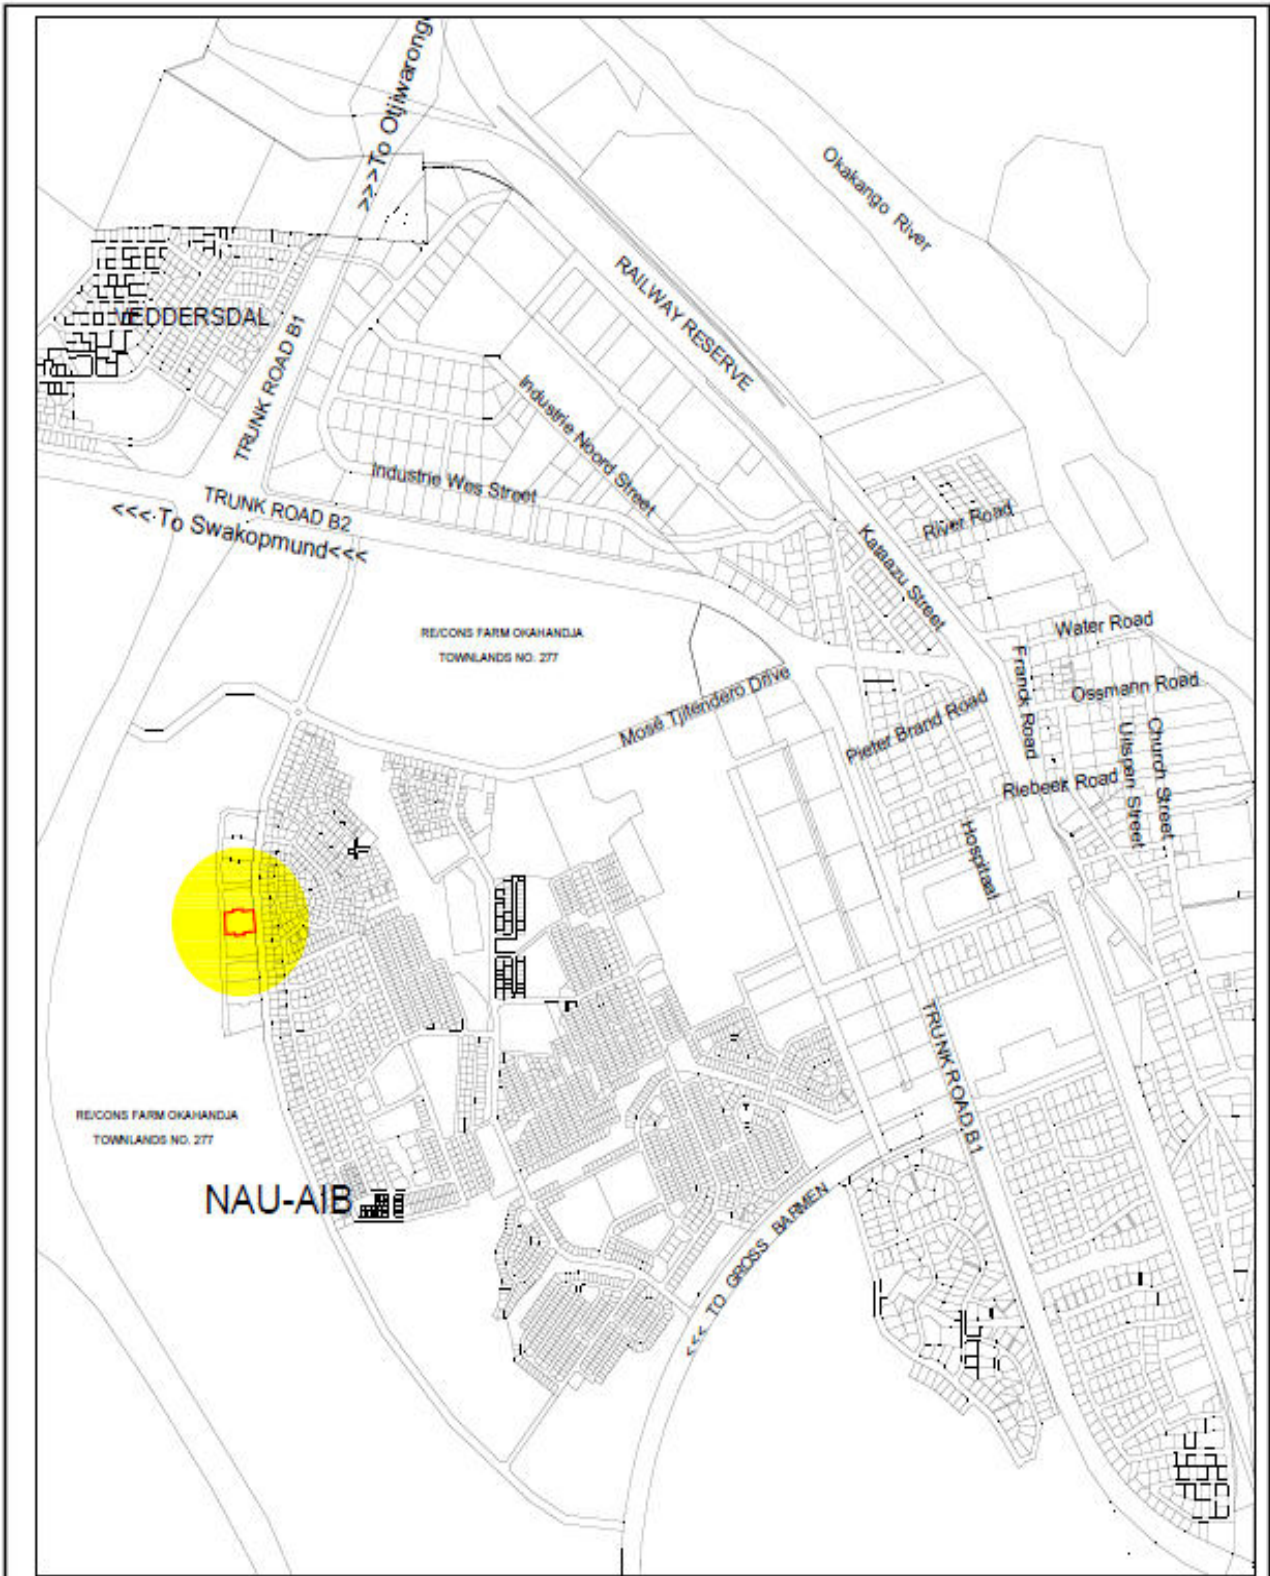 >>>To Otjiwarongo
Okakango River
RAILWAY RESERVE
VEDDERSDAL
TRUNK ROAD B1
Industrie Noord Street
Industrie Wes Street
TRUNK ROAD B2
<<<To Swakopmund<<<
River Road
Kataazu Street
Water Road
RE/CONS FARM OKAHANDJA
TOWNLANDS NO. 277
Franck Road
Ossmann Road
Mosé Tjitendero Drive
Pieter Brand Road
Uitspan Street
Church Street
Riebeek Road
Hospitaal
TRUNK ROAD B1
RE/CONS FARM OKAHANDJA
TOWNLANDS NO. 277
NAU-AIB
<<< TO GROSS BARMEN